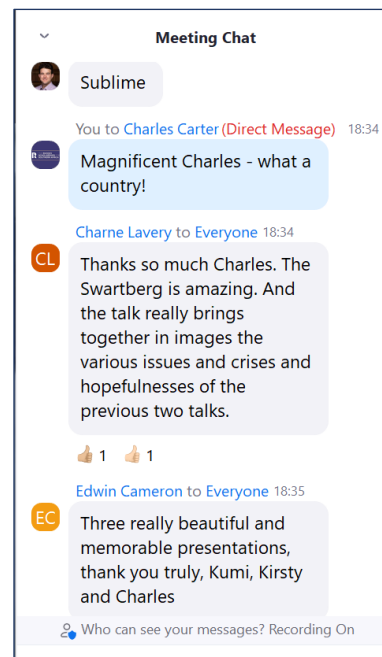 Meeting Chat
Sublime
You to Charles Carter (Direct Message) 18:34
Magnificent Charles - what a
country!
Charne Lavery to Everyone 18:34
CL
Thanks so much Charles. The
Swartberg is amazing. And
the talk really brings
together in images the
various issues and crises and
hopefulnesses of the
previous two talks.
1 1
Edwin Cameron to Everyone 18:35
EC
Three really beautiful and
memorable presentations,
thank you truly, Kumi, Kirsty
and Charles
Who can see your messages? Recording On